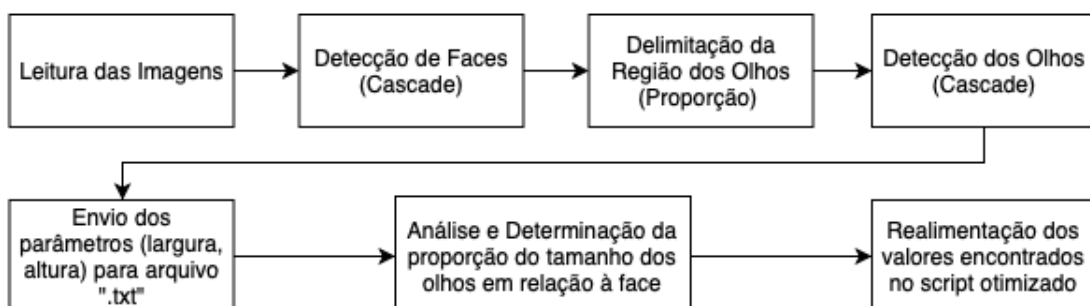 Leitura das Imagens
Detecção de Faces
(Cascade)
Delimitação da
Região dos Olhos
(Proporção)
Detecção dos Olhos
(Cascade)
Envio dos
parâmetros (largura,
altura) para arquivo
".txt"
Análise e Determinação da
proporção do tamanho dos
olhos em relação à face
Realimentação dos
valores encontrados
no script otimizado